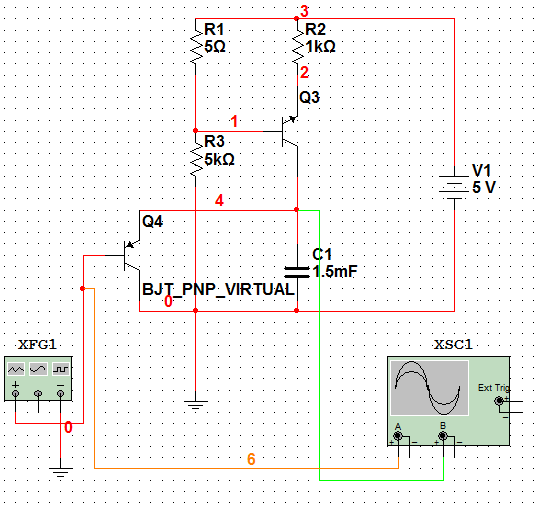 3
R1
5Ω
R2
1kΩ
2
Q3
1
R3
5kΩ
V1
5 V
4
Q4
C1
1.5mF
BJT_PNP_VIRTUAL
0
XFG1
+
−
0
XSC1
Ext Trig
+
−
A
B
+
−
+
−
6